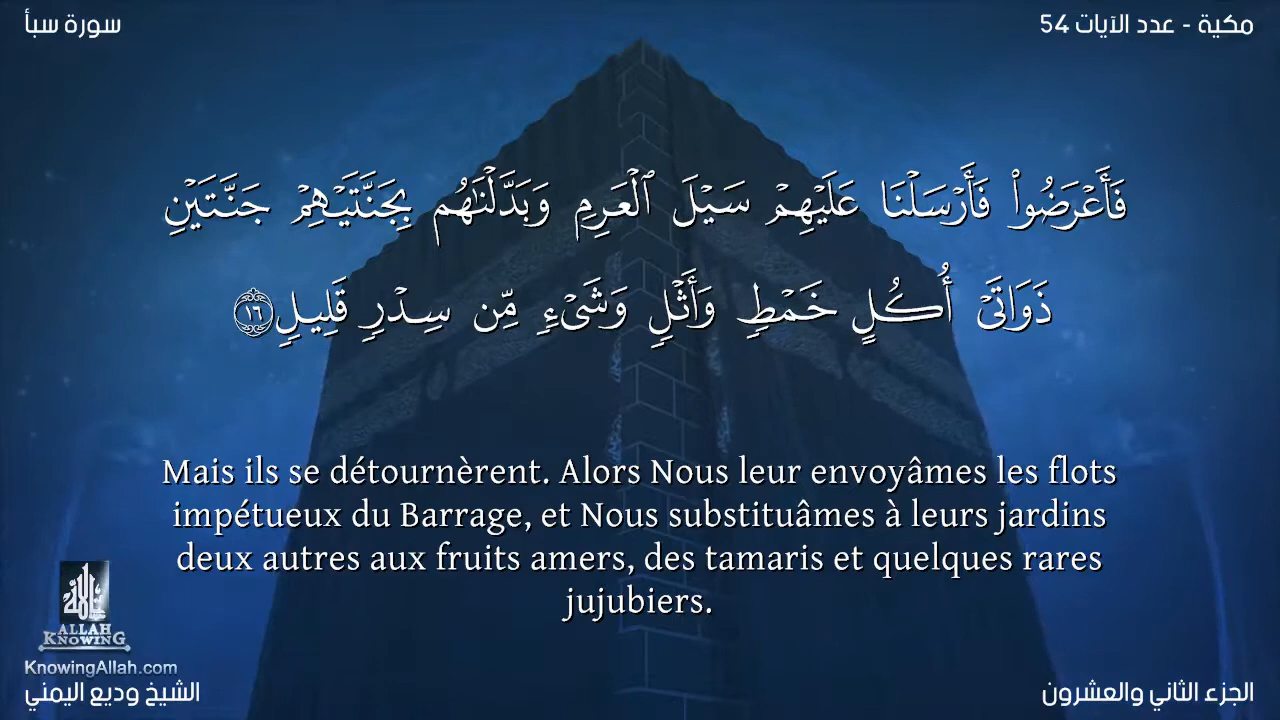 سورة سبأ
مكية - عدد الآيات 54
فَأَعْرَضُوا۟ فَأَرْسَلْنَا عَلَيْهِمْ سَيْلَ ٱلْعَرِمِ وَبَدَّلْنَـٰهُم بِجَنَّتَيْهِمْ جَنَّتَيْنِ
ذَوَاتَىْ أُكُلٍ خَمْطٍ وَأَثْلٍ وَشَىْءٍ مِّن سِدْرٍ قَلِيلٍ ١٦
Mais ils se détournèrent. Alors Nous leur envoyâmes les flots
impétueux du Barrage, et Nous substituâmes à leurs jardins
deux autres aux fruits amers, des tamaris et quelques rares
jujubiers.
الله
ALLAH
KNOWING
KnowingAllah.com
الشيخ وديع اليمني
الجزء الثاني والعشرون